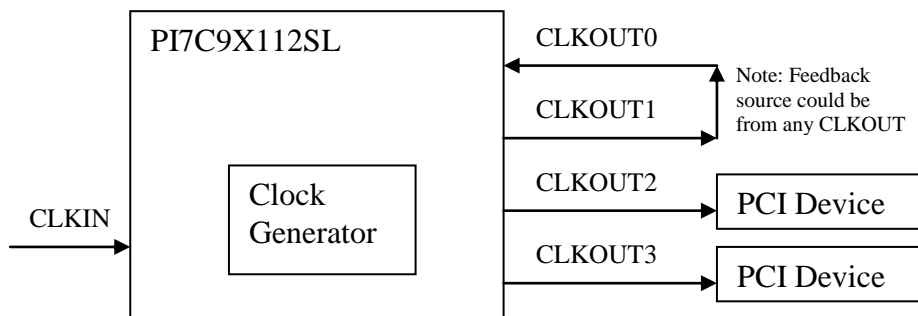 PI7C9X112SL
CLKOUT0
Note: Feedback
source could be
from any CLKOUT
CLKOUT1
Clock
Generator
CLKIN
CLKOUT2
PCI Device
CLKOUT3
PCI Device